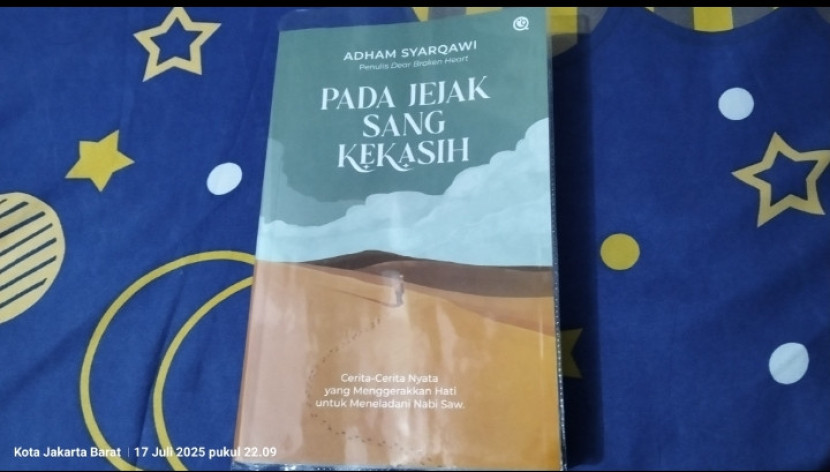 ADHAM SYARQAWI
Penulis Dear Broken Heart
PADA JEJAK
SANG
KEKASIH
Cerita-Cerita Nyata
yang Menggerakkan Hati
untuk Meneladani Nabi Saw.
Kota Jakarta Barat | 17 Juli 2025 pukul 22.09